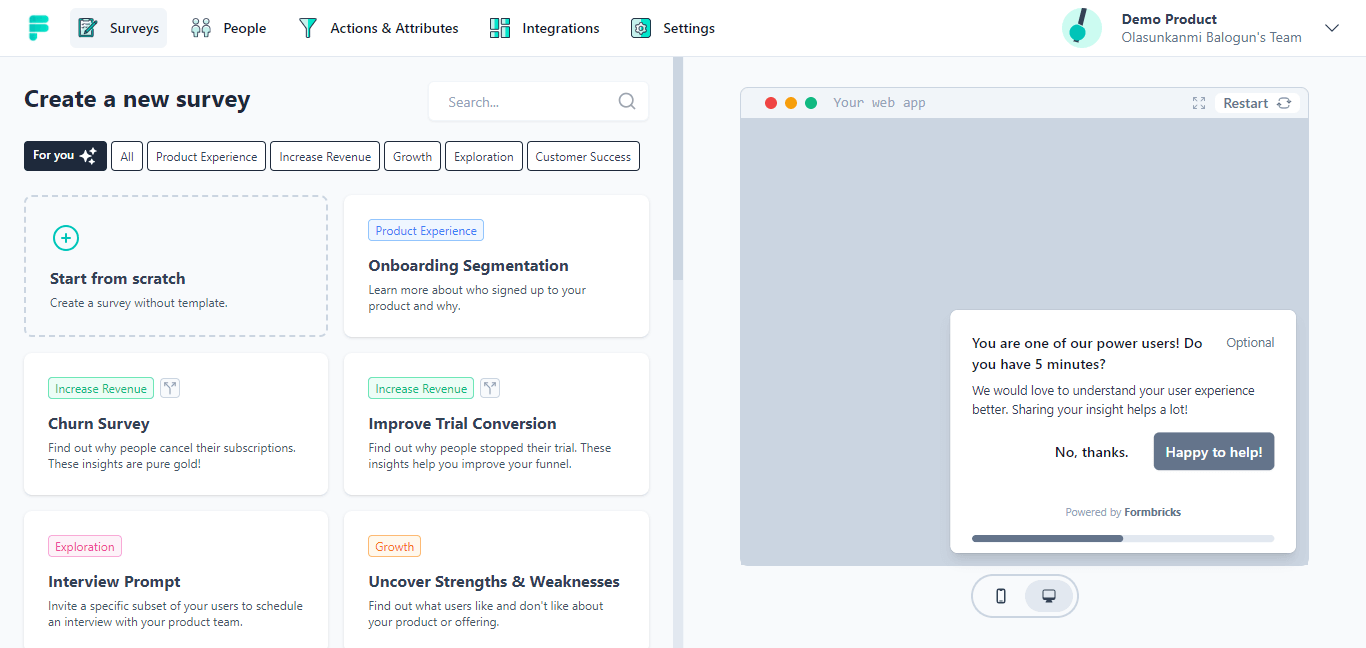 Surveys
People
Actions & Attributes
Integrations
Settings
Demo Product
Olasunkanmi Balogun's Team
Create a new survey
Search...
For you
All
Product Experience
Increase Revenue
Growth
Exploration
Customer Success
Start from scratch
Create a survey without template.
Product Experience
Onboarding Segmentation
Learn more about who signed up to your
product and why.
Increase Revenue
Churn Survey
Find out why people cancel their subscriptions.
These insights are pure gold!
Increase Revenue
Improve Trial Conversion
Find out why people stopped their trial. These
insights help you improve your funnel.
Exploration
Interview Prompt
Invite a specific subset of your users to schedule
an interview with your product team.
Growth
Uncover Strengths & Weaknesses
Find out what users like and don't like about
your product or offering.
Your web app
Restart
You are one of our power users! Do
you have 5 minutes?
Optional
We would love to understand your user experience
better. Sharing your insight helps a lot!
No, thanks.
Happy to help!
Powered by Formbricks